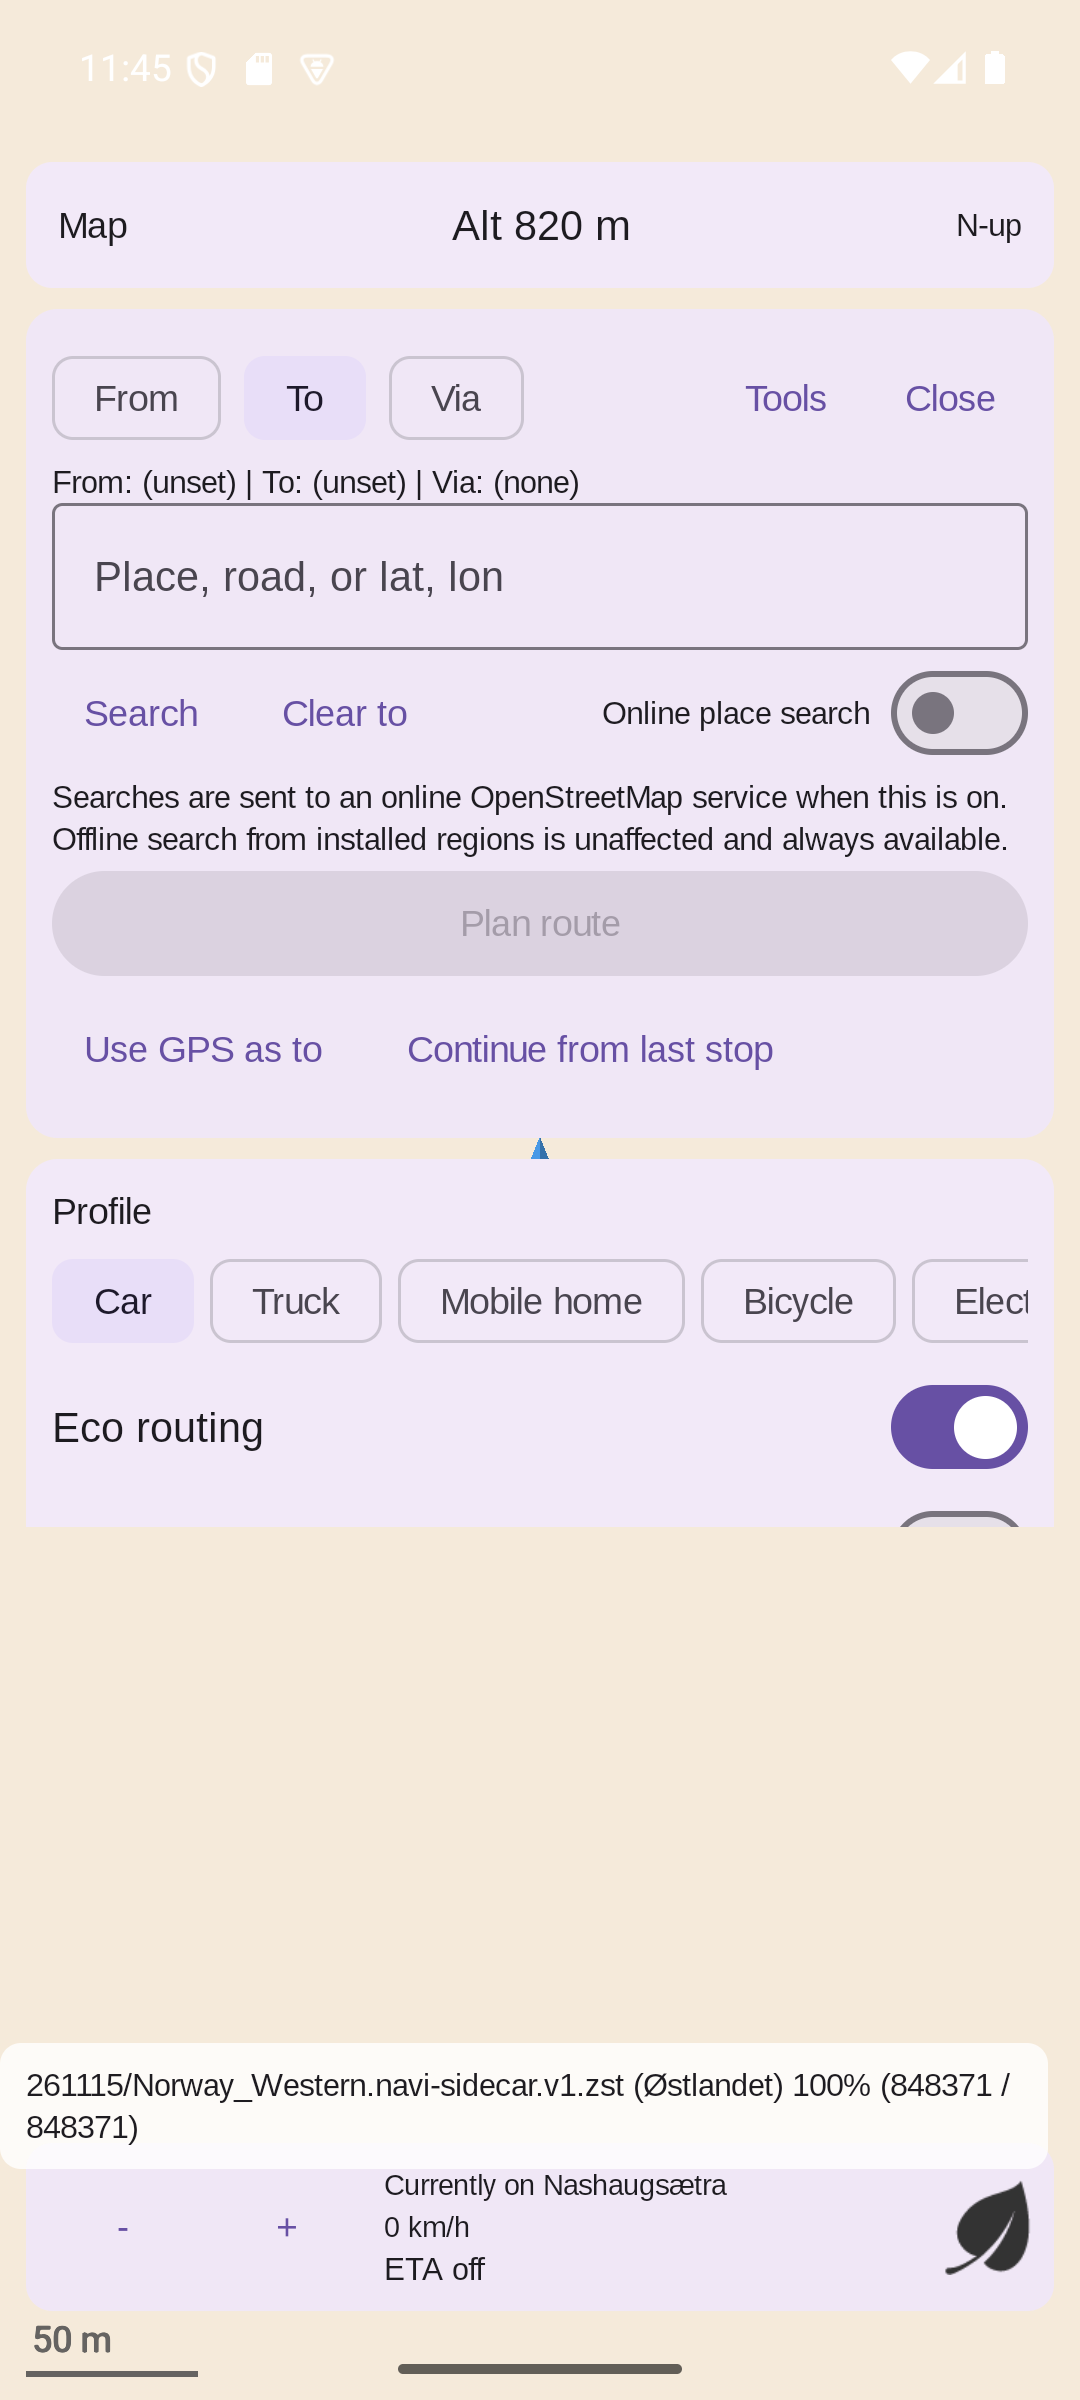 11:45
Map
Alt 820 m
N-up
From
To
Via
Tools
Close
From: (unset) | To: (unset) | Via: (none)
Place, road, or lat, lon
Search
Clear to
Online place search
Searches are sent to an online OpenStreetMap service when this is on.
Offline search from installed regions is unaffected and always available.
Plan route
Use GPS as to
Continue from last stop
Profile
Car
Truck
Mobile home
Bicycle
Elect
Eco routing
261115/Norway_Western.navi-sidecar.v1.zst (Østlandet) 100% (848371 /
848371)
Currently on Nashaugsætra
-
+
0 km/h
ETA off
50 m